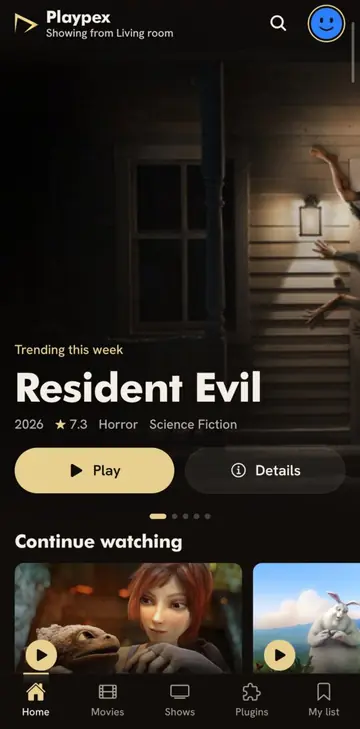 Playpex
Showing from Living room
Trending this week
Resident Evil
2026 ★ 7.3 Horror Science Fiction
Play
Details
Continue watching
Home
Movies
Shows
Plugins
My list